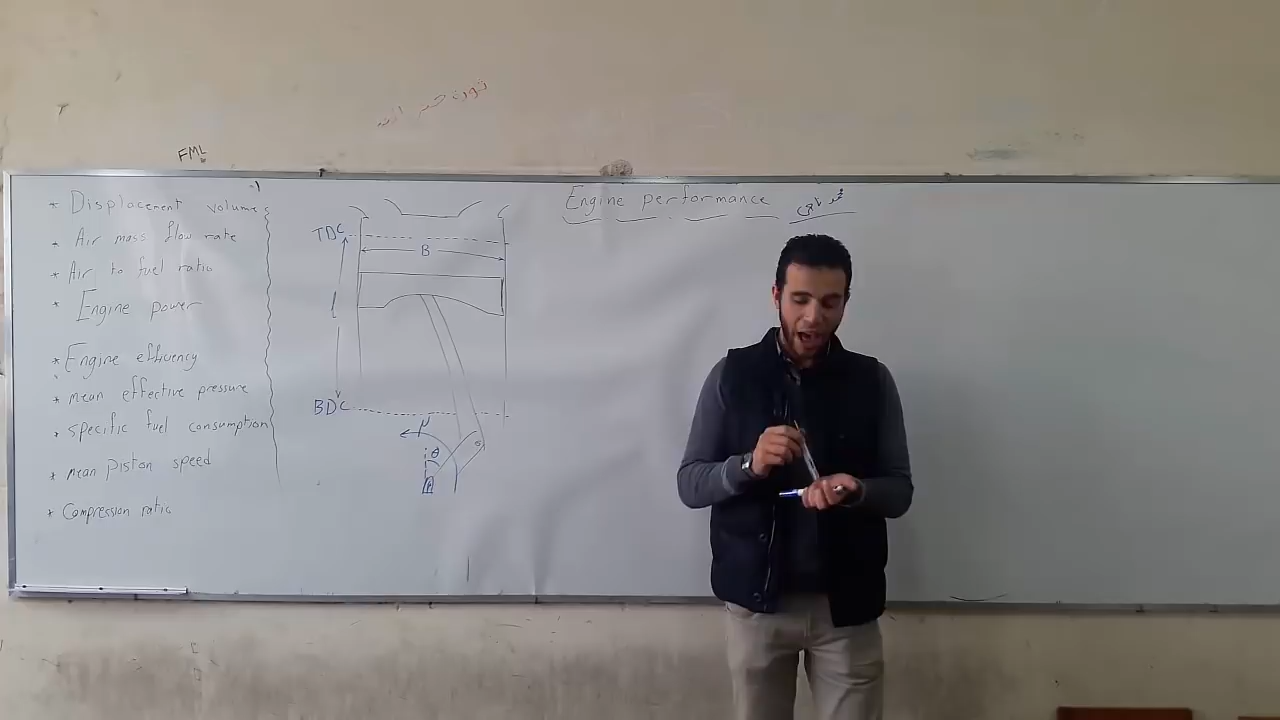 FML
* Displacement volume
* Air mass flow rate
* Air to fuel ratio
* Engine power
* Engine efficency
* mean effective pressure
* specific fuel consumption
* mean piston speed
* Compression ratio
TDC
B
L
BDC
θ
Engine performance